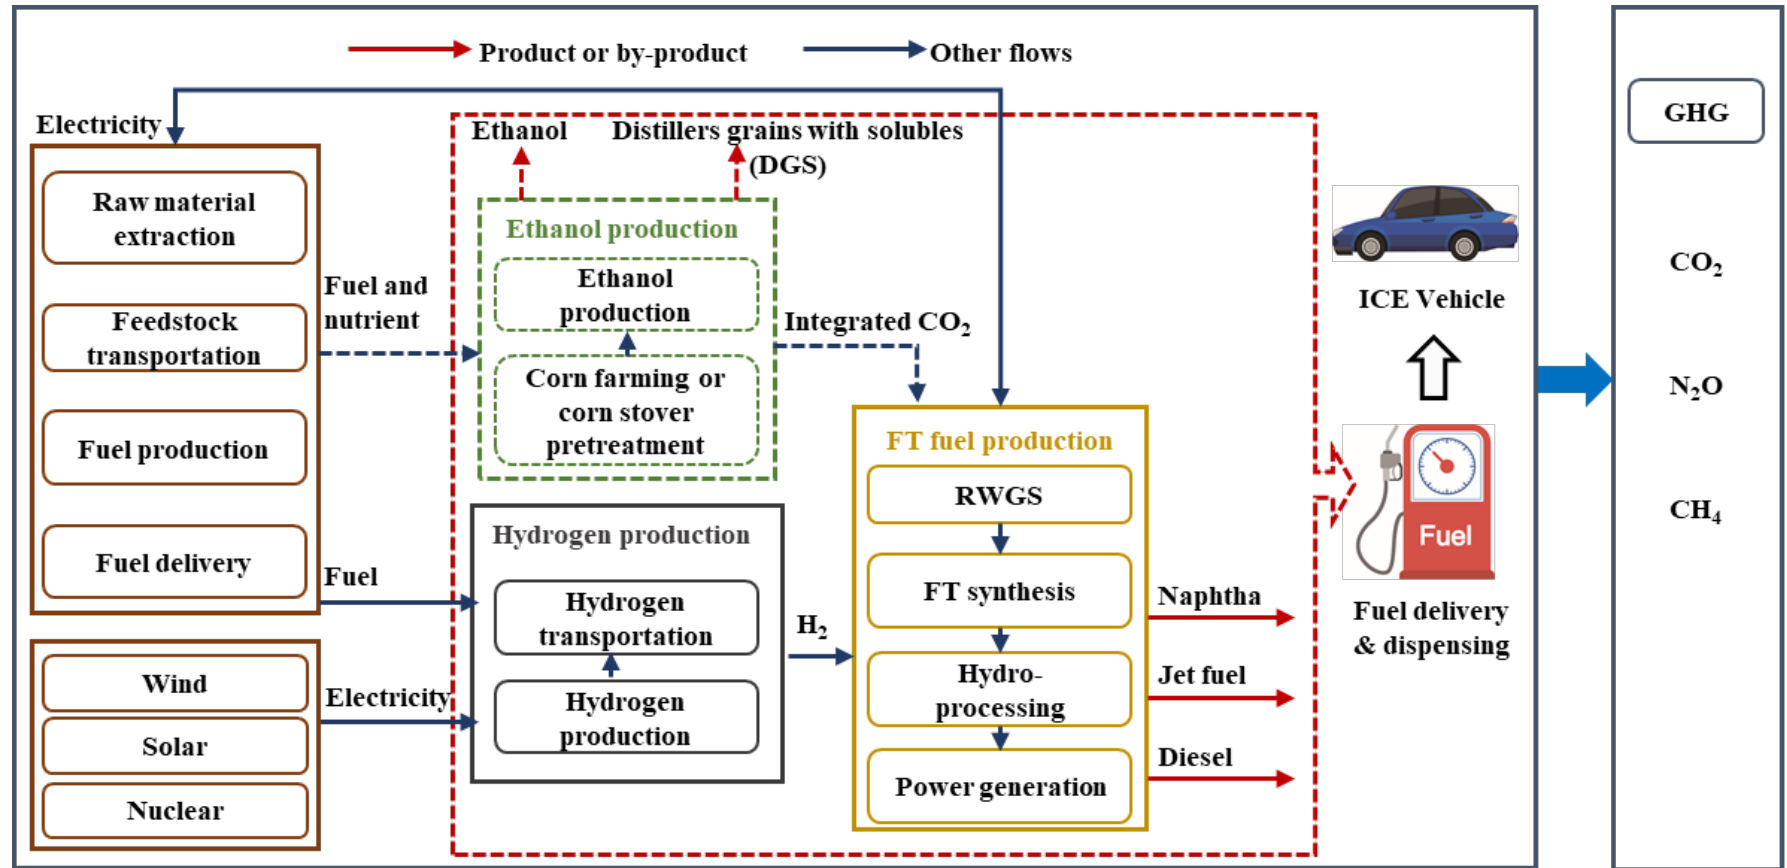 Product or by-product
Other flows
Electricity
Raw material
extraction
Feedstock
transportation
Fuel production
Fuel delivery
Wind
Solar
Nuclear
Fuel and
nutrient
Fuel
Electricity
Ethanol
Distillers grains with solubles
(DGS)
Ethanol production
Ethanol
production
Corn farming or
corn stover
pretreatment
Hydrogen production
Hydrogen
transportation
Hydrogen
production
Integrated CO₂
H₂
FT fuel production
RWGS
FT synthesis
Hydro-
processing
Power generation
Naphtha
Jet fuel
Diesel
ICE Vehicle
Fuel
Fuel delivery
& dispensing
GHG
CO₂
N₂O
CH₄